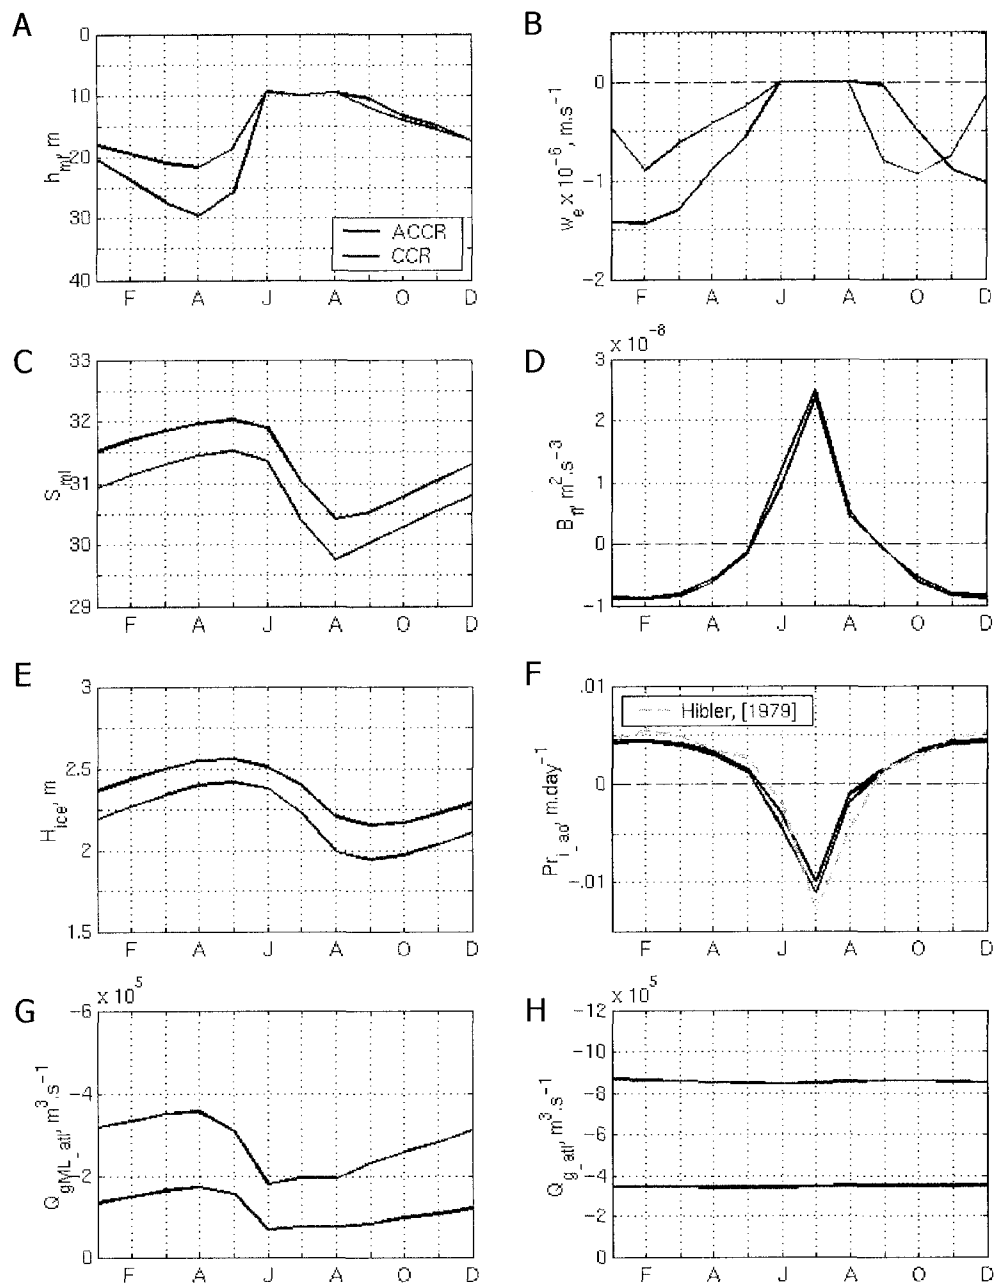 A
0
10
20
30
40
h_ml, m
ACCR
CCR
F A J A O D
B
0
−1
−2
w_e x 10^−6, m.s^−1
F A J A O D
C
33
32
31
30
29
S_ml
F A J A O D
D
x 10^−8
3
2
1
0
−1
m^2.s^−3
F A J A O D
E
3
2.5
2
1.5
H_ice, m
F A J A O D
F
.01
0
−.01
Pr_i_ao, m.day^−1
Hibler, [1979]
F A J A O D
G
x 10^5
−6
−4
−2
0
Q_gML_atl, m^3.s^−1
F A J A O D
H
x 10^5
−12
−10
−8
−6
−4
−2
0
Q_g_atl, m^3.s^−1
F A J A O D